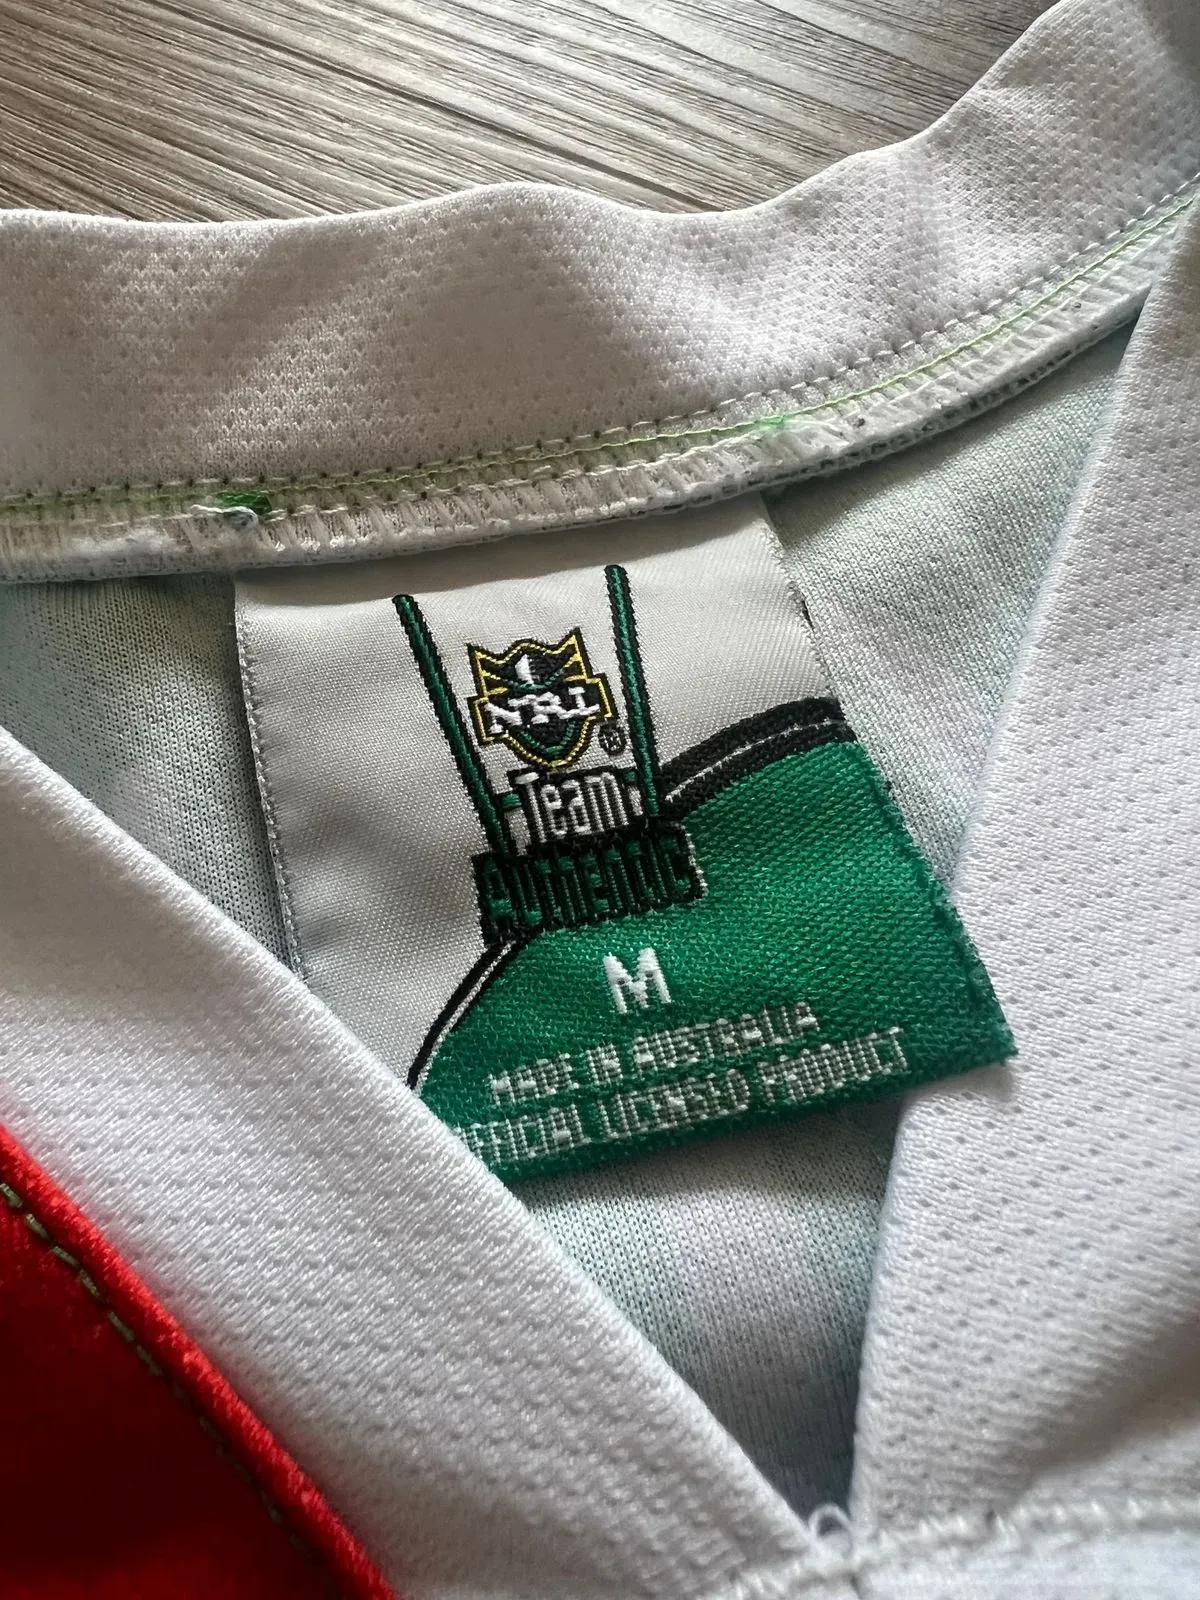 NRL
®
Team
Authentic
M
MADE IN AUSTRALIA
OFFICIAL LICENSED PRODUCT